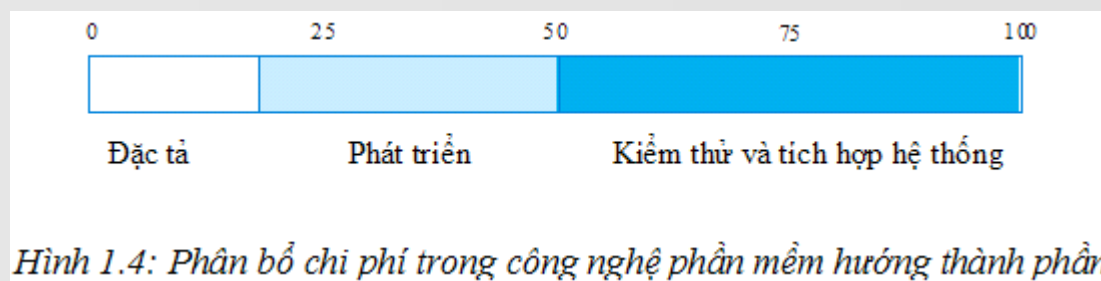 0 25 50 75 100
Đặc tả Phát triển Kiểm thử và tích hợp hệ thống
Hình 1.4: Phân bổ chi phí trong công nghệ phần mềm hướng thành phần